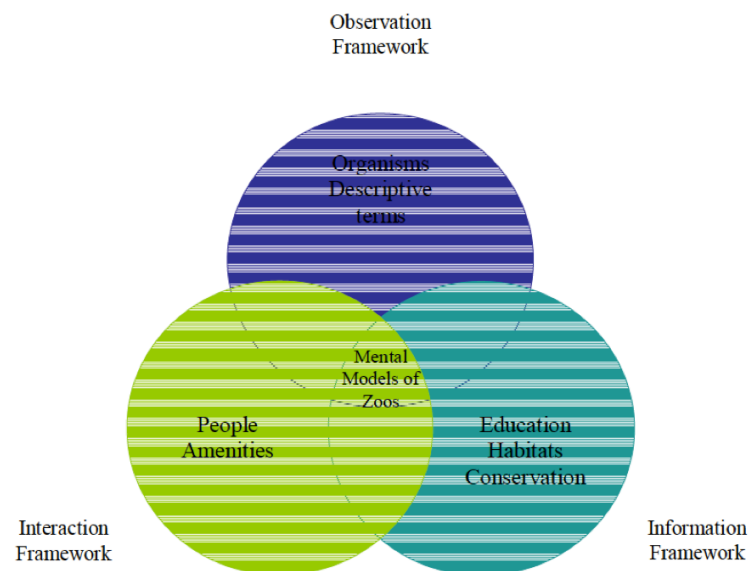 Observation
Framework
Organisms
Descriptive
terms
Mental
Models of
Zoos
People
Amenities
Education
Habitats
Conservation
Interaction
Framework
Information
Framework